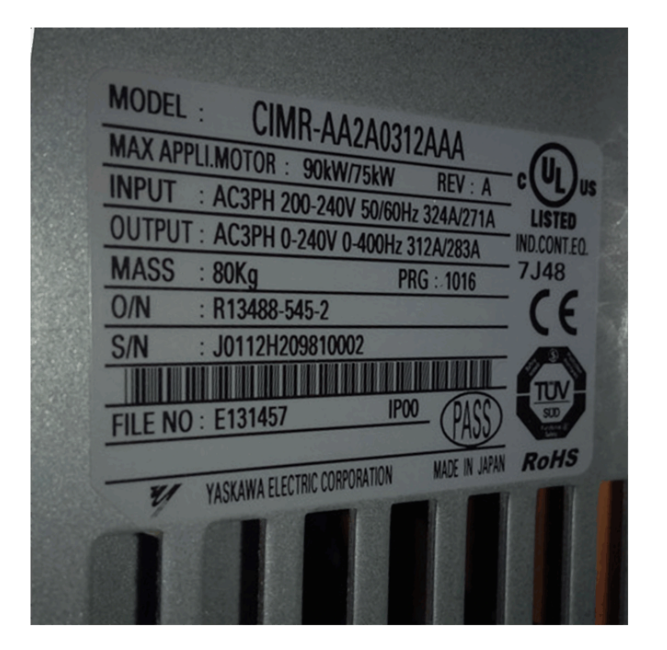 MODEL : CIMR-AA2A0312AAA
MAX APPLI.MOTOR : 90kW/75kW REV : A
INPUT : AC3PH 200-240V 50/60Hz 324A/271A
OUTPUT : AC3PH 0-240V 0-400Hz 312A/283A
MASS : 80Kg PRG : 1016
O/N : R13488-545-2
S/N : J0112H209810002
FILE NO : E131457 IP00 PASS
YASKAWA ELECTRIC CORPORATION MADE IN JAPAN
C UL US
LISTED
IND.CONT.EQ.
7J48
CE
TÜV
SÜD
RoHS